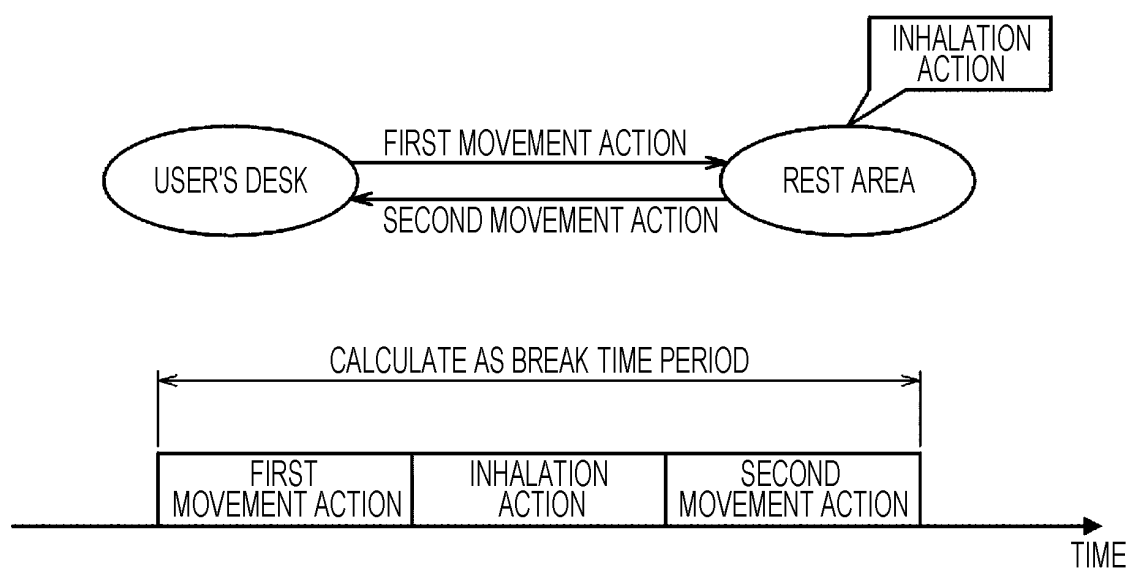 INHALATION
ACTION
FIRST MOVEMENT ACTION
USER'S DESK
REST AREA
SECOND MOVEMENT ACTION
CALCULATE AS BREAK TIME PERIOD
FIRST
MOVEMENT ACTION
INHALATION
ACTION
SECOND
MOVEMENT ACTION
TIME